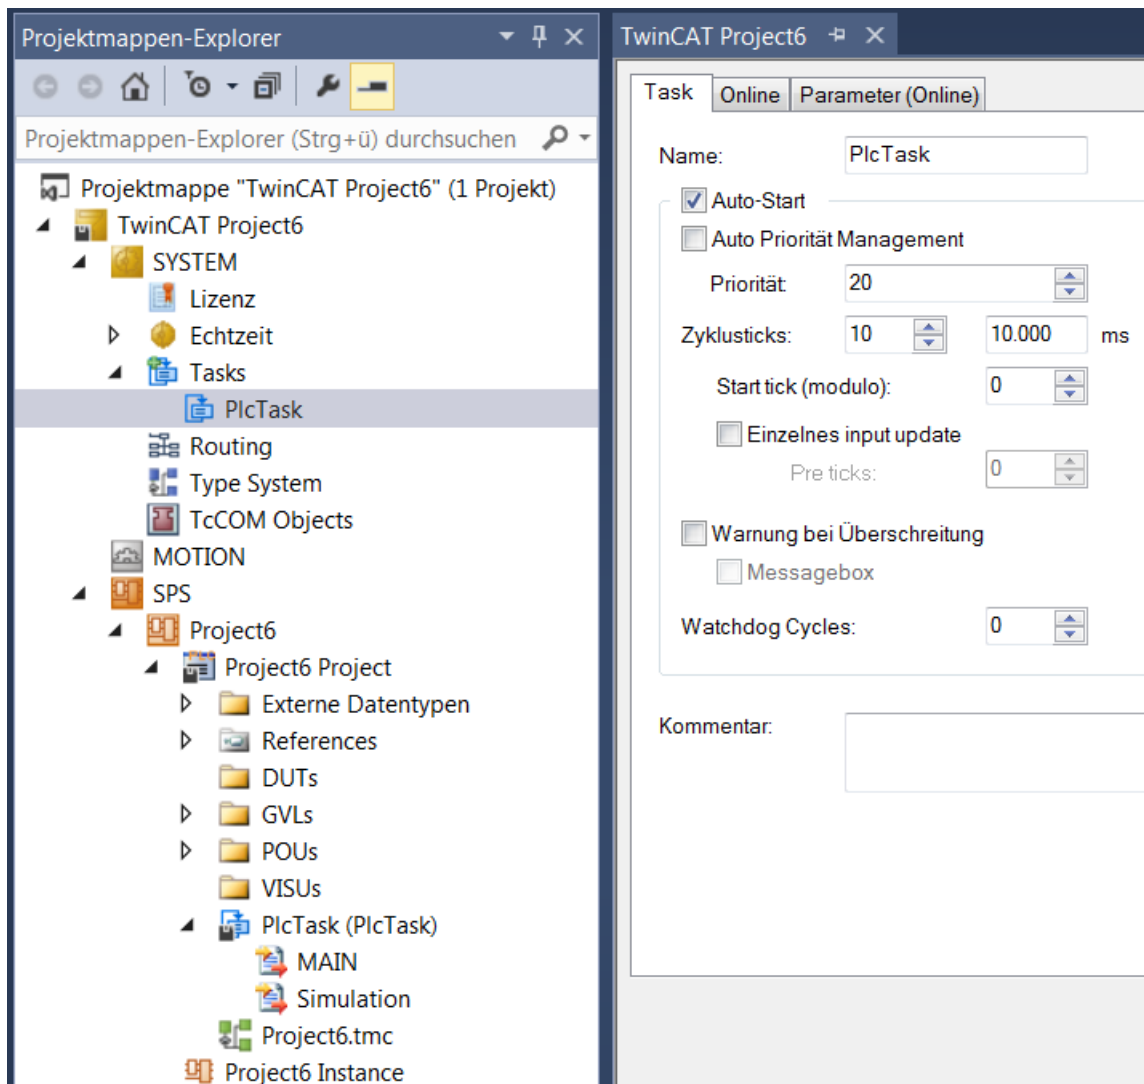 Projektmappen-Explorer
Projektmappen-Explorer (Strg+ü) durchsuchen
Projektmappe "TwinCAT Project6" (1 Projekt)
TwinCAT Project6
SYSTEM
Lizenz
Echtzeit
Tasks
PlcTask
Routing
Type System
TcCOM Objects
MOTION
SPS
Project6
Project6 Project
Externe Datentypen
References
DUTs
GVLs
POUs
VISUs
PlcTask (PlcTask)
MAIN
Simulation
Project6.tmc
Project6 Instance
TwinCAT Project6
Task Online Parameter (Online)
Name: PlcTask
Auto-Start
Auto Priorität Management
Priorität: 20
Zyklusticks: 10 10.000 ms
Start tick (modulo): 0
Einzelnes input update
Pre ticks: 0
Warnung bei Überschreitung
Messagebox
Watchdog Cycles: 0
Kommentar: